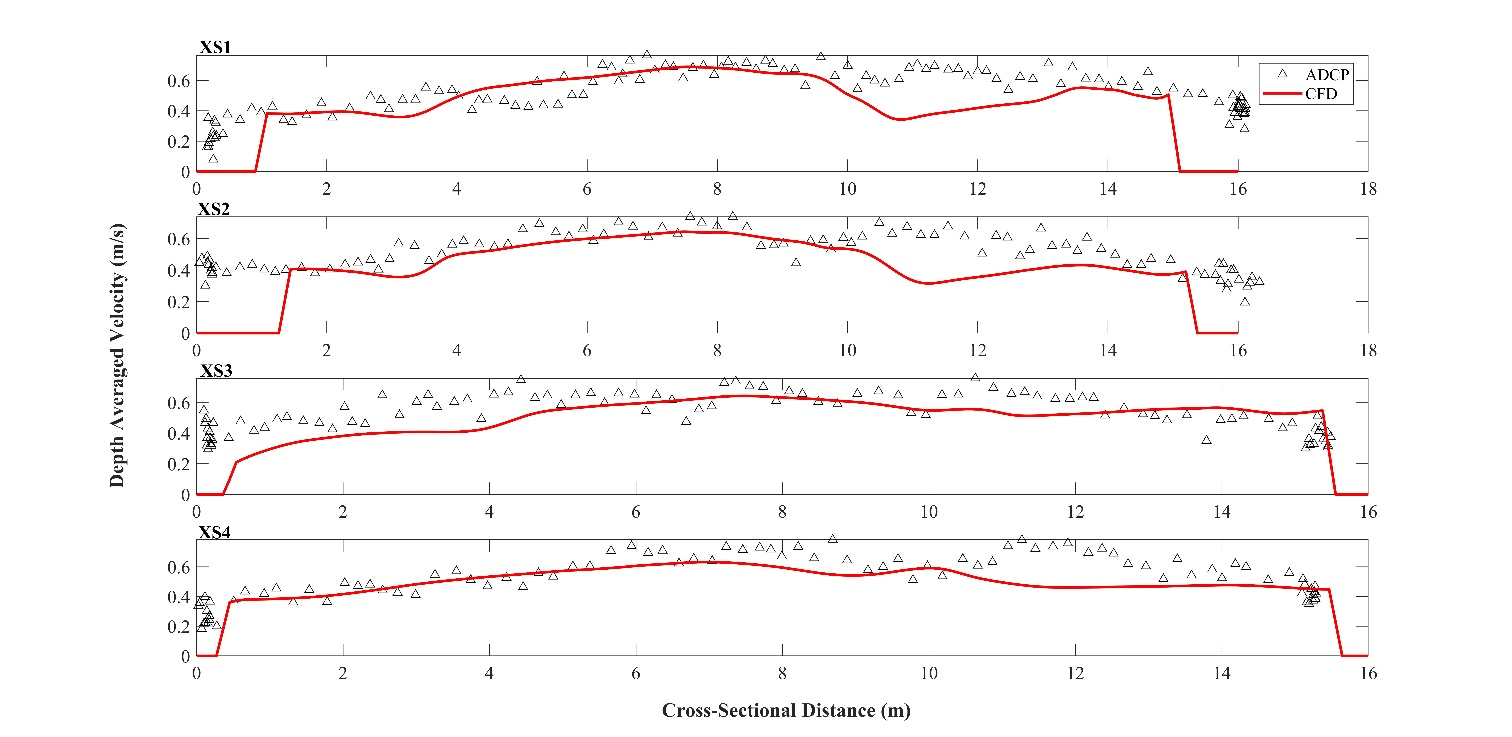 XS1
0.6
0.4
0.2
0
0 2 4 6 8 10 12 14 16 18
ADCP
CFD
XS2
0.6
0.4
0.2
0
0 2 4 6 8 10 12 14 16 18
XS3
0.6
0.4
0.2
0
0 2 4 6 8 10 12 14 16
XS4
0.6
0.4
0.2
0
0 2 4 6 8 10 12 14 16
Depth Averaged Velocity (m/s)
Cross-Sectional Distance (m)